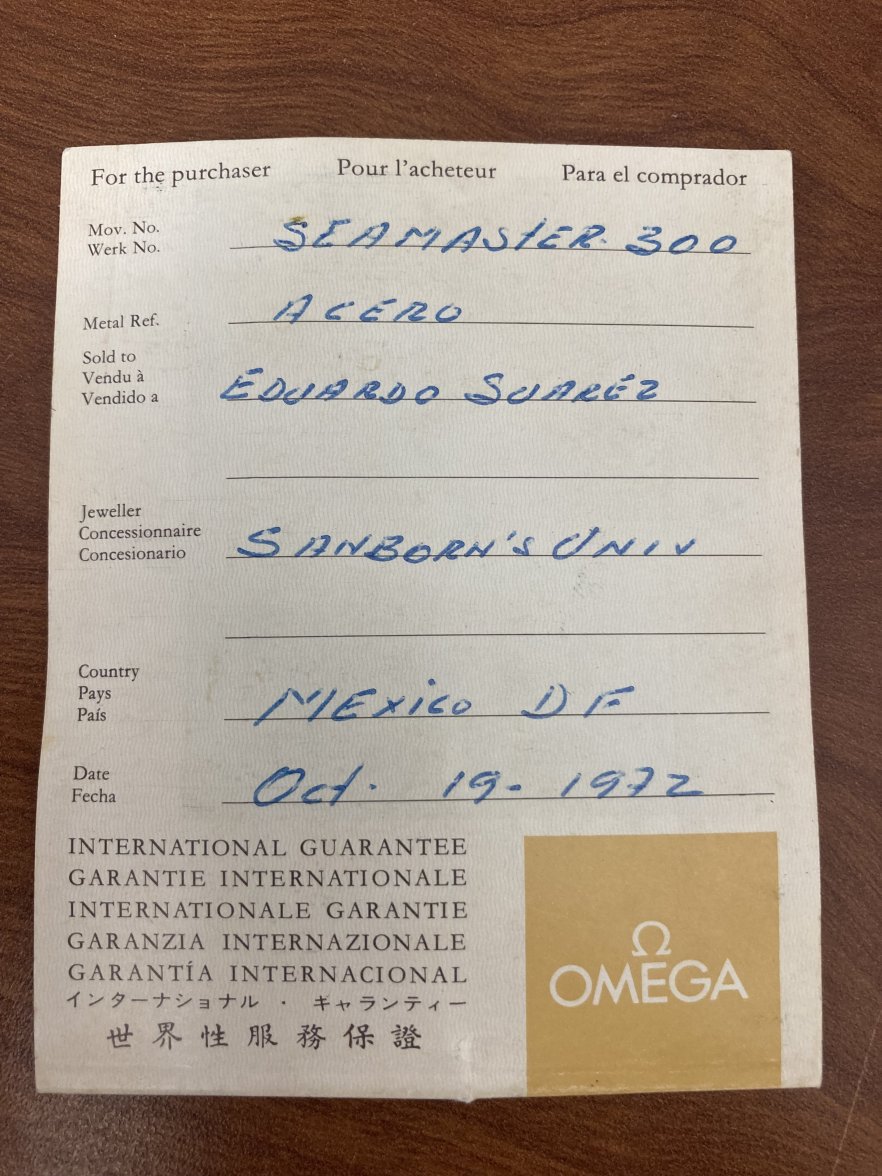 For the purchaser Pour l'acheteur Para el comprador
Mov. No.
Werk No. SEAMASTER. 300
Metal Ref. ACERO
Sold to
Vendu à
Vendido a EDUARDO SUAREZ
Jeweller
Concessionnaire
Concesionario SANBORN'S UNIV
Country
Pays
País MEXICO DF
Date
Fecha Oct. 19- 1972
INTERNATIONAL GUARANTEE
GARANTIE INTERNATIONALE
INTERNATIONALE GARANTIE
GARANZIA INTERNAZIONALE
GARANTÍA INTERNACIONAL
インターナショナル ・ ギャランティー
世界性服務保證
Ω
OMEGA